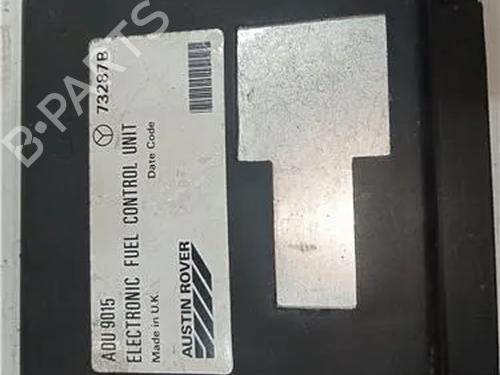 ADU 9015
73287B
ELECTRONIC FUEL CONTROL UNIT
Made in U.K.
Date Code
AUSTIN ROVER
B-PARTS